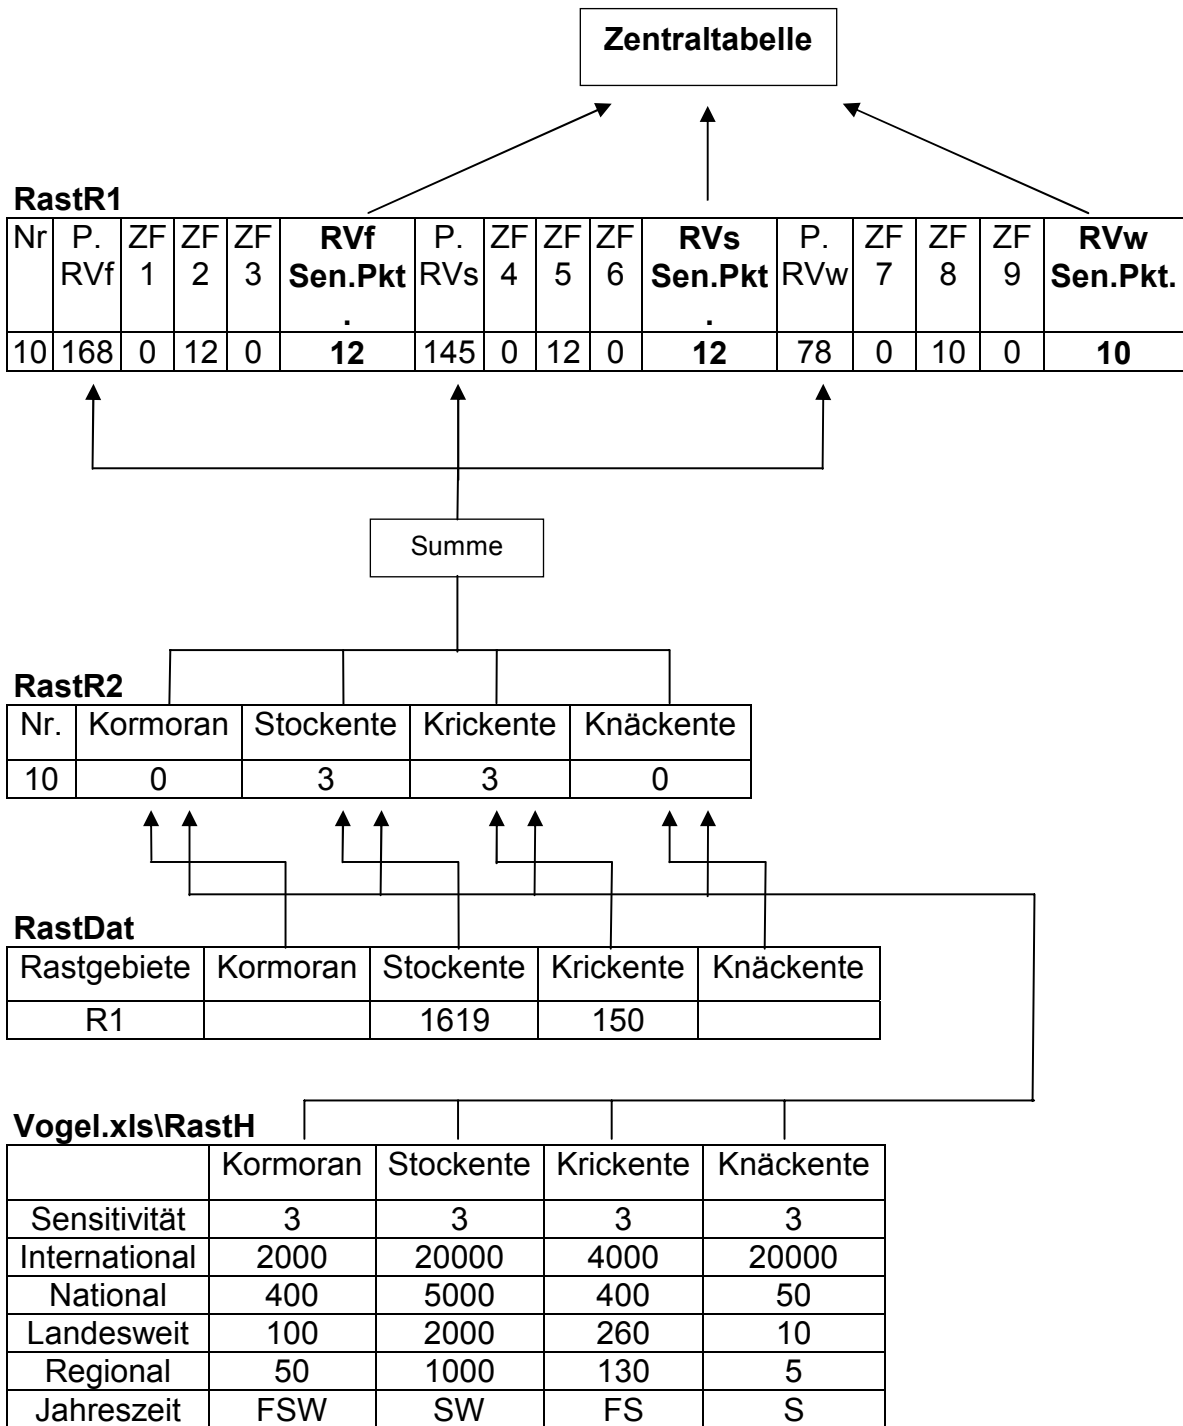 Zentraltabelle
RastR1
Nr P. RVf ZF 1 ZF 2 ZF 3 RVf Sen.Pkt . P. RVs ZF 4 ZF 5 ZF 6 RVs Sen.Pkt . P. RVw ZF 7 ZF 8 ZF 9 RVw Sen.Pkt.
10 168 0 12 0 12 145 0 12 0 12 78 0 10 0 10
Summe
RastR2
Nr. Kormoran Stockente Krickente Knäckente
10 0 3 3 0
RastDat
Rastgebiete Kormoran Stockente Krickente Knäckente
R1 1619 150
Vogel.xls\RastH
Kormoran Stockente Krickente Knäckente
Sensitivität 3 3 3 3
International 2000 20000 4000 20000
National 400 5000 400 50
Landesweit 100 2000 260 10
Regional 50 1000 130 5
Jahreszeit FSW SW FS S